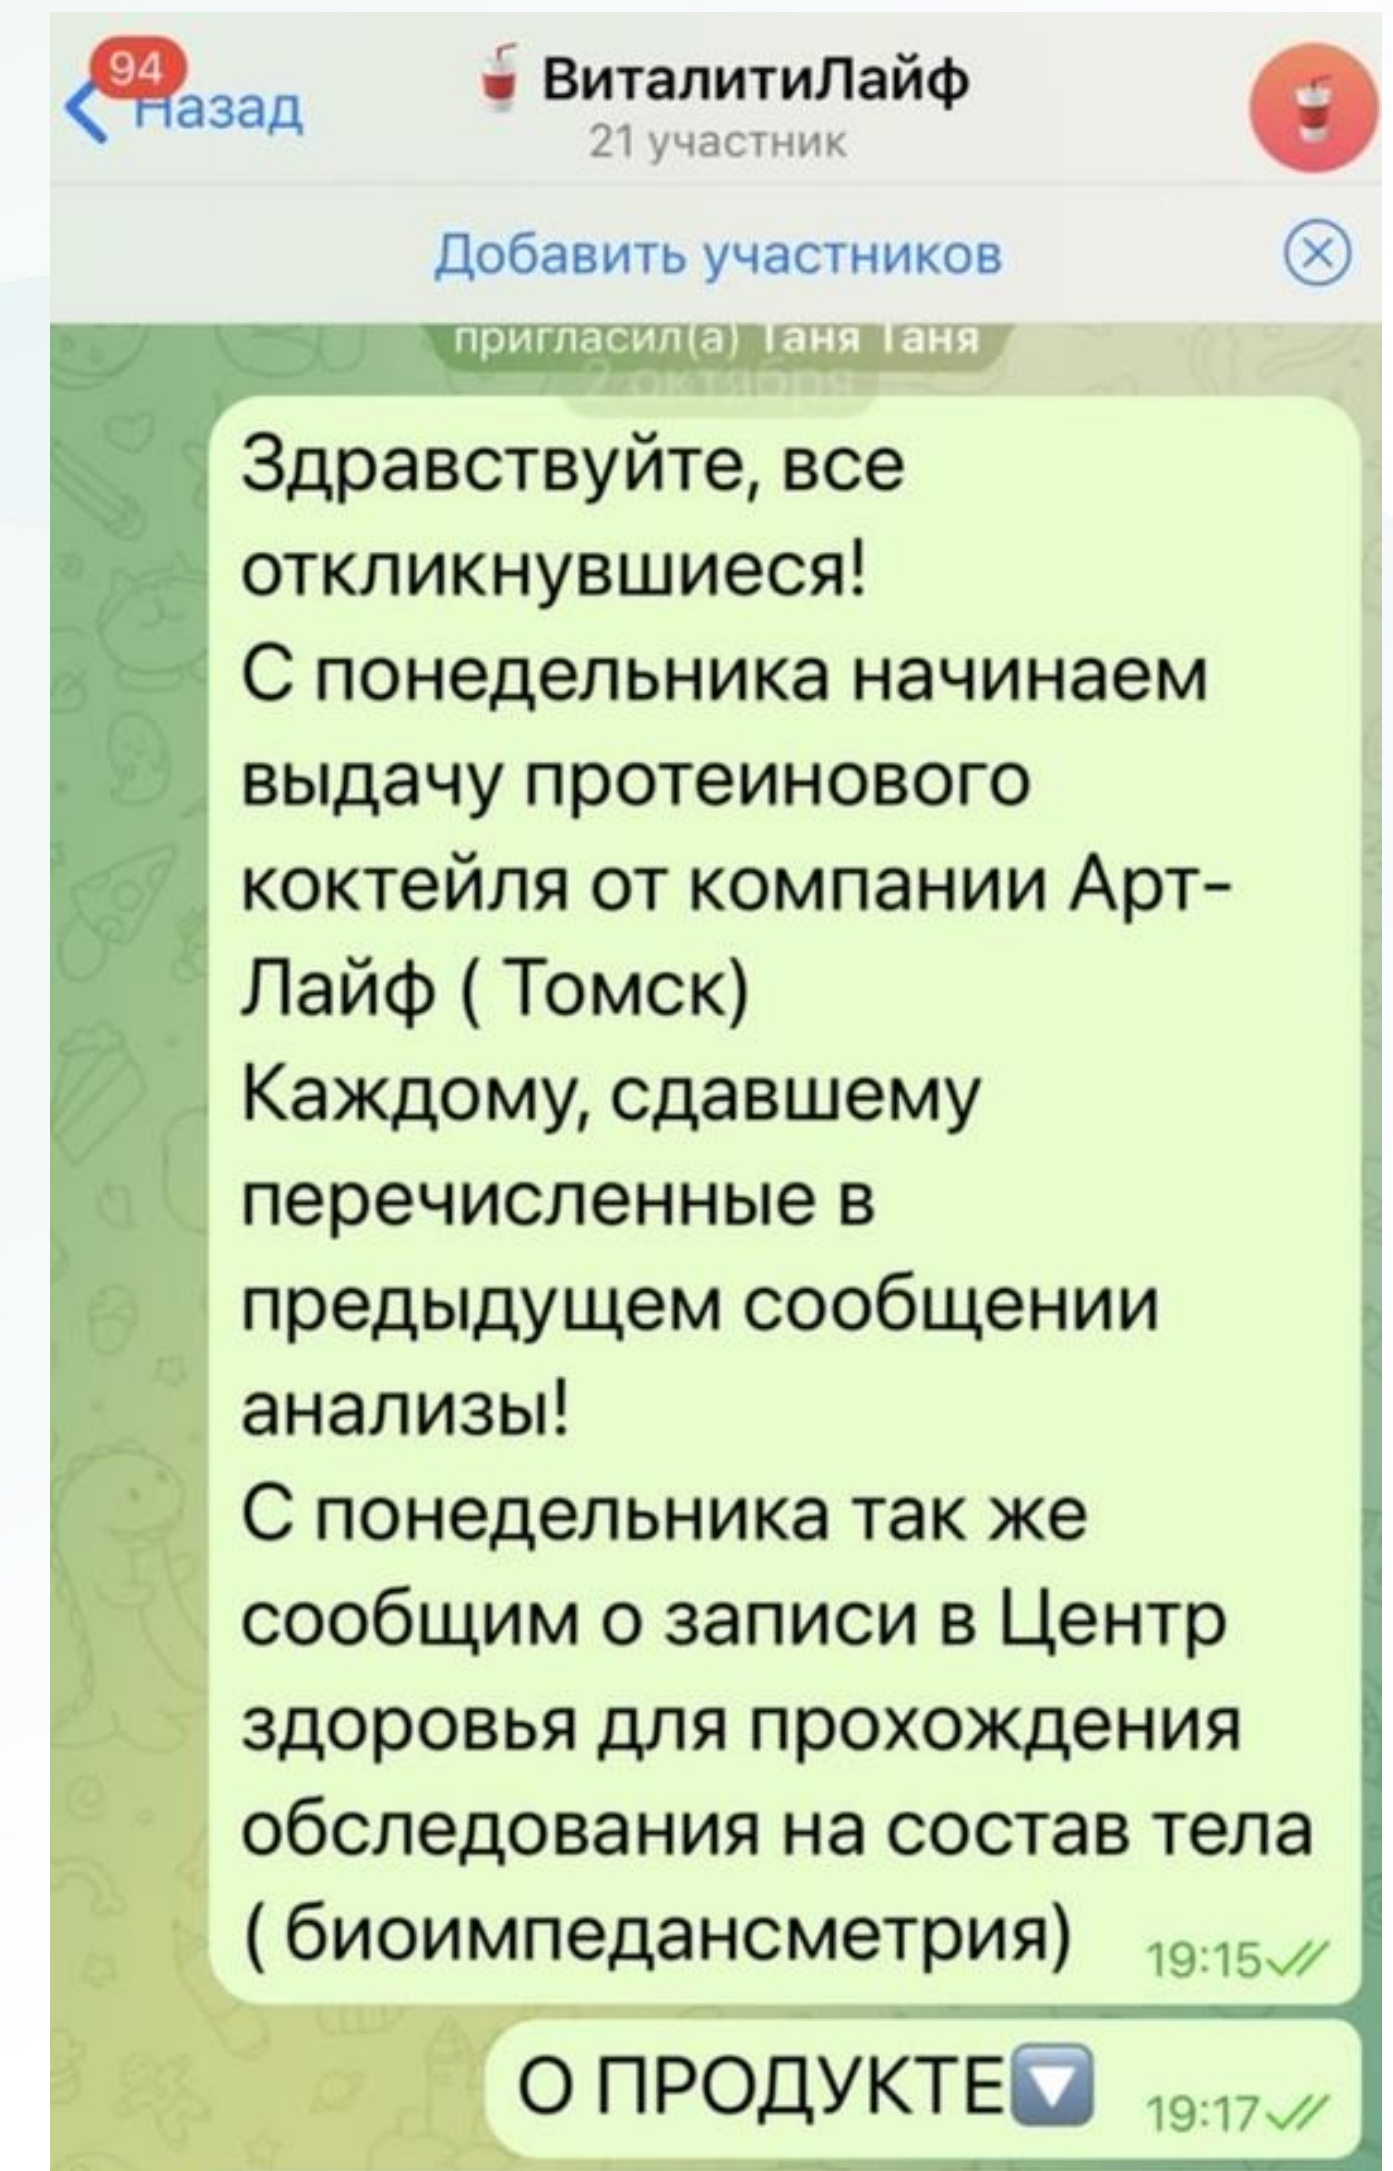 94
Назад
ВиталитиЛайф
21 участник
Добавить участников
пригласил(а) Таня Таня
2 октября
Здравствуйте, все
откликнувшиеся!
С понедельника начинаем
выдачу протеинового
коктейля от компании Арт-
Лайф ( Томск)
Каждому, сдавшему
перечисленные в
предыдущем сообщении
анализы!
С понедельника так же
сообщим о записи в Центр
здоровья для прохождения
обследования на состав тела
( биоимпедансметрия)
19:15
О ПРОДУКТЕ
19:17